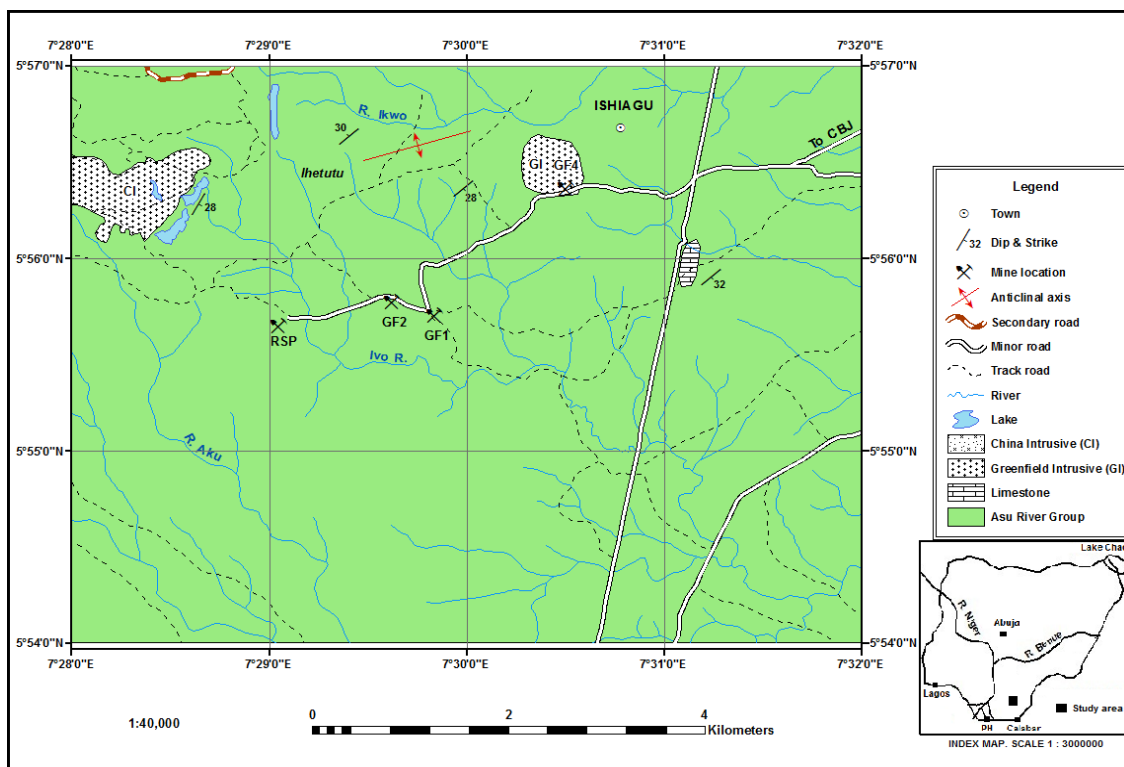 7°28'0"E 7°29'0"E 7°30'0"E 7°31'0"E 7°32'0"E
5°57'0"N 5°57'0"N
R. Ikwo
ISHIAGU
30
To CBJ
Ihetutu
GI GF4
CI
28
28
5°56'0"N 5°56'0"N
32
GF2
GF1
RSP
Ivo R.
R. Aku
5°55'0"N 5°55'0"N
5°54'0"N 5°54'0"N
7°28'0"E 7°29'0"E 7°30'0"E 7°31'0"E 7°32'0"E
1:40,000
0 2 4
Kilometers
Legend
Town
32 Dip & Strike
Mine location
Anticlinal axis
Secondary road
Minor road
Track road
River
Lake
China Intrusive (CI)
Greenfield Intrusive (GI)
Limestone
Asu River Group
Lake Chad
R. Niger
Abuja
R. Benue
Lagos
Study area
PH Calabar
INDEX MAP. SCALE 1 : 3000000